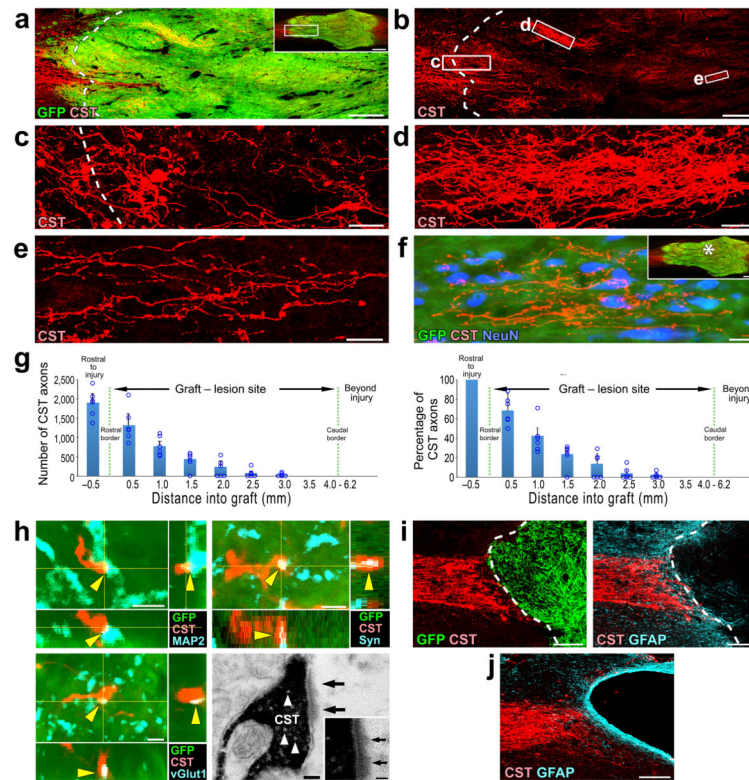 a
GFP CST
b
c
d
e
CST
c
CST
d
CST
e
CST
f
*
GFP CST NeuN
g
Number of CST axons
2,500
2,000
1,500
1,000
500
0
Rostral
to
injury
Graft – lesion site
Beyond
injury
Rostral
border
Caudal
border
–0.5
0.5
1.0
1.5
2.0
2.5
3.0
3.5
4.0 - 6.2
Distance into graft (mm)
Percentage of
CST axons
100
80
60
40
20
0
Rostral
to
injury
Graft – lesion site
Beyond
injury
Rostral
border
Caudal
border
–0.5
0.5
1.0
1.5
2.0
2.5
3.0
3.5
4.0 - 6.2
Distance into graft (mm)
h
GFP
CST
MAP2
GFP
CST
Syn
GFP
CST
vGlut1
CST
i
GFP CST
CST GFAP
j
CST GFAP